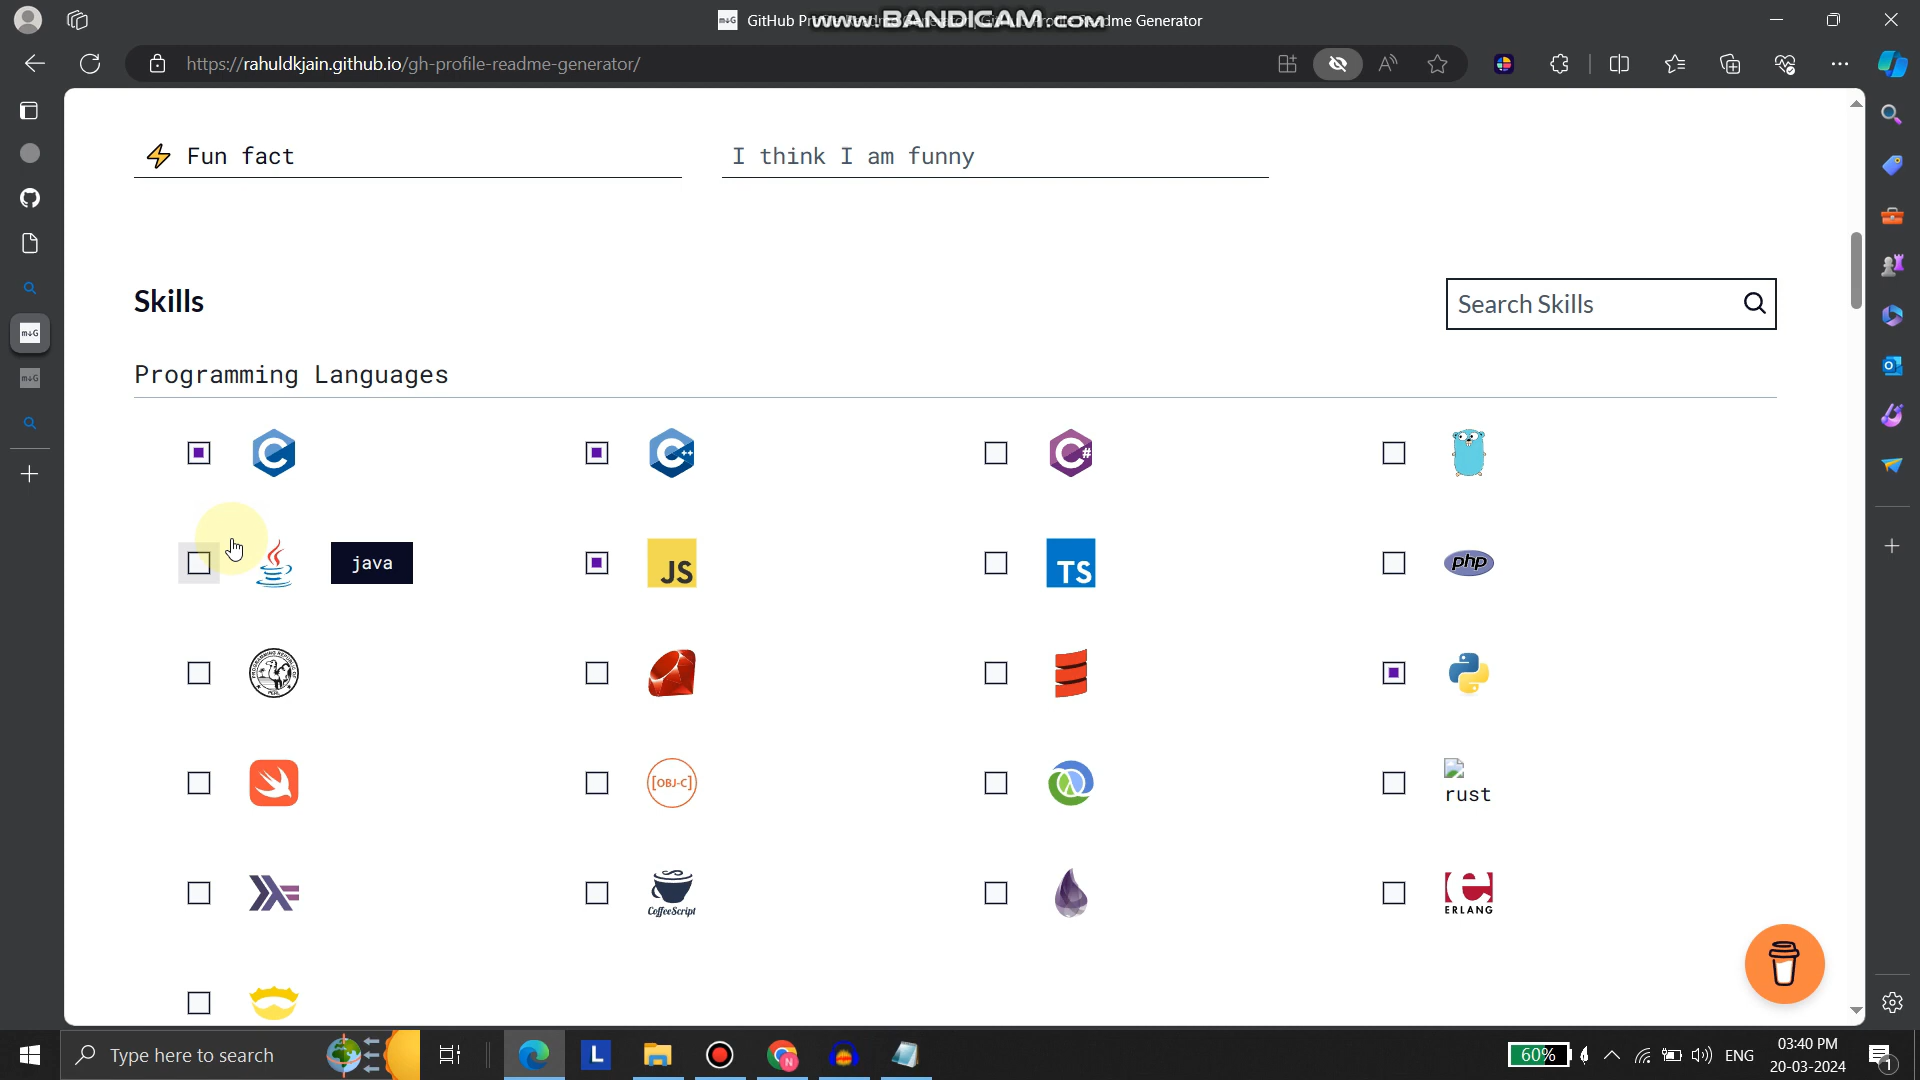 GitHub Pr
www.BANDICAM.com
dme Generator
https://rahuldkjain.github.io/gh-profile-readme-generator/
⚡ Fun fact
I think I am funny
Skills
Search Skills
Programming Languages
C
C++
C#
java
JS
TS
php
[OBJ-C]
rust
CoffeeScript
ERLANG
Type here to search
L
N
60%
ENG
03:40 PM
20-03-2024
1